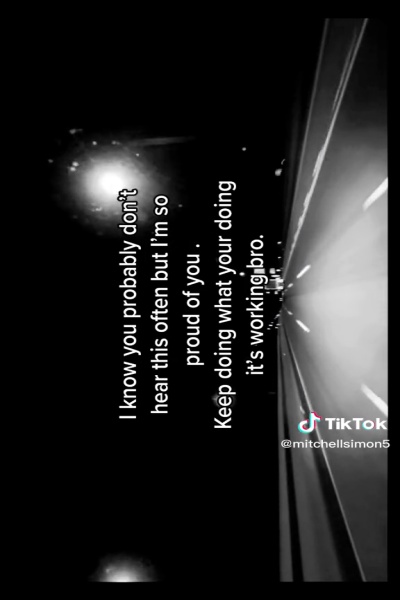 I know you probably don't
hear this often but I'm so
proud of you .
Keep doing what your doing
it's working bro.
TikTok
@mitchellsimon5